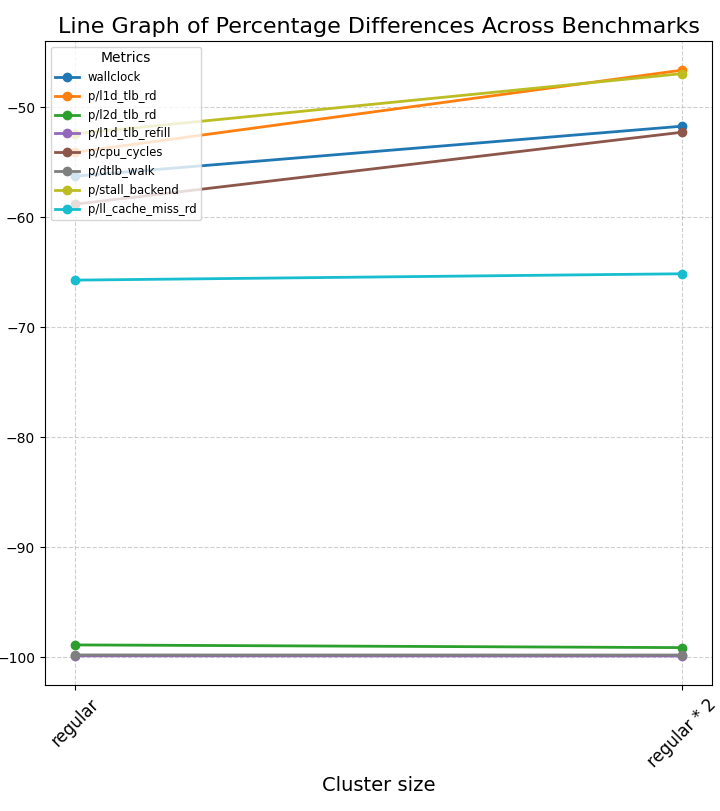 Line Graph of Percentage Differences Across Benchmarks
Metrics
wallclock
p/l1d_tlb_rd
p/l2d_tlb_rd
p/l1d_tlb_refill
p/cpu_cycles
p/dtlb_walk
p/stall_backend
p/ll_cache_miss_rd
−50
−60
−70
−80
−90
−100
regular
regular * 2
Cluster size